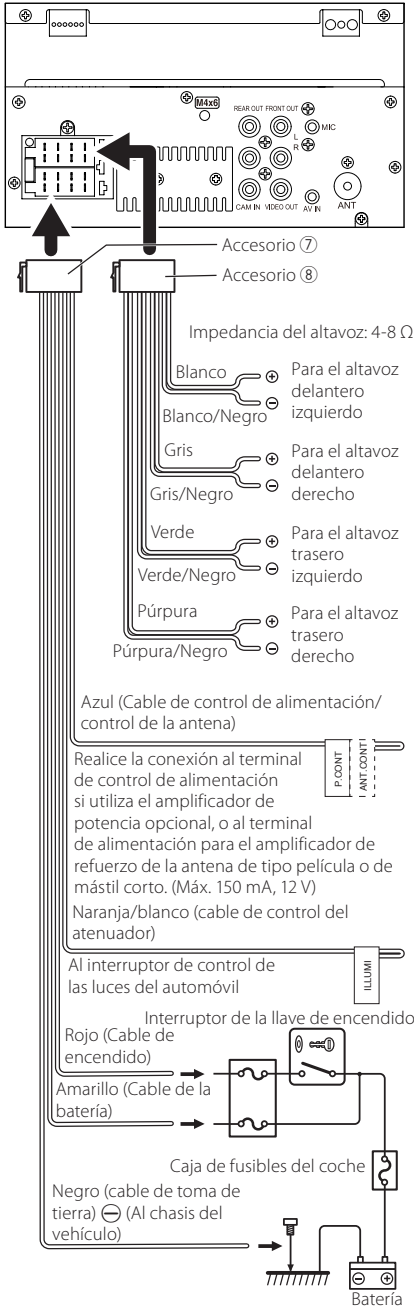 M4x6
REAR OUT FRONT OUT
L
R
MIC
CAM IN VIDEO OUT
AV IN
ANT
Accesorio ⑦
Accesorio ⑧
Impedancia del altavoz: 4-8 Ω
Blanco
Blanco/Negro
⊕
⊖
Para el altavoz
delantero
izquierdo
Gris
Gris/Negro
⊕
⊖
Para el altavoz
delantero
derecho
Verde
Verde/Negro
⊕
⊖
Para el altavoz
trasero
izquierdo
Púrpura
Púrpura/Negro
⊕
⊖
Para el altavoz
trasero
derecho
Azul (Cable de control de alimentación/
control de la antena)
P.CONT
ANT.CONT
Realice la conexión al terminal
de control de alimentación
si utiliza el amplificador de
potencia opcional, o al terminal
de alimentación para el amplificador de
refuerzo de la antena de tipo película o de
mástil corto. (Máx. 150 mA, 12 V)
Naranja/blanco (cable de control del
atenuador)
ILLUMI
Al interruptor de control de
las luces del automóvil
Interruptor de la llave de encendido
Rojo (Cable de
encendido)
Amarillo (Cable de la
batería)
Caja de fusibles del coche
Negro (cable de toma de
tierra) ⊖ (Al chasis del
vehículo)
⊖ ⊕
Batería